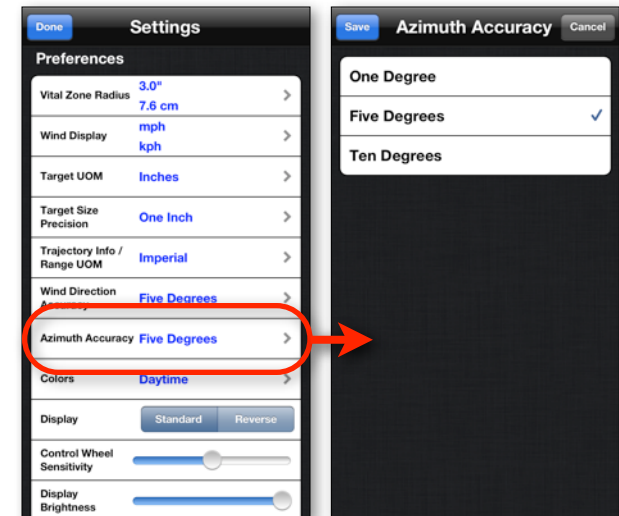 Done Settings
Preferences
Vital Zone Radius 3.0"
7.6 cm
Wind Display mph
kph
Target UOM Inches
Target Size
Precision One Inch
Trajectory Info /
Range UOM Imperial
Wind Direction
Accuracy Five Degrees
Azimuth Accuracy Five Degrees
Colors Daytime
Display Standard Reverse
Control Wheel
Sensitivity
Display
Brightness
Save Azimuth Accuracy Cancel
One Degree
Five Degrees
Ten Degrees